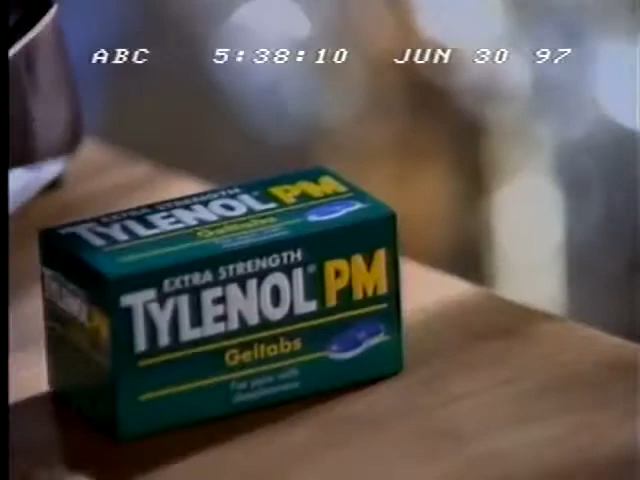 ABC 5:38:10 JUN 30 97
EXTRA STRENGTH
TYLENOL PM
Geltabs
EXTRA STRENGTH
TYLENOL PM
Geltabs
For pain with
sleeplessness